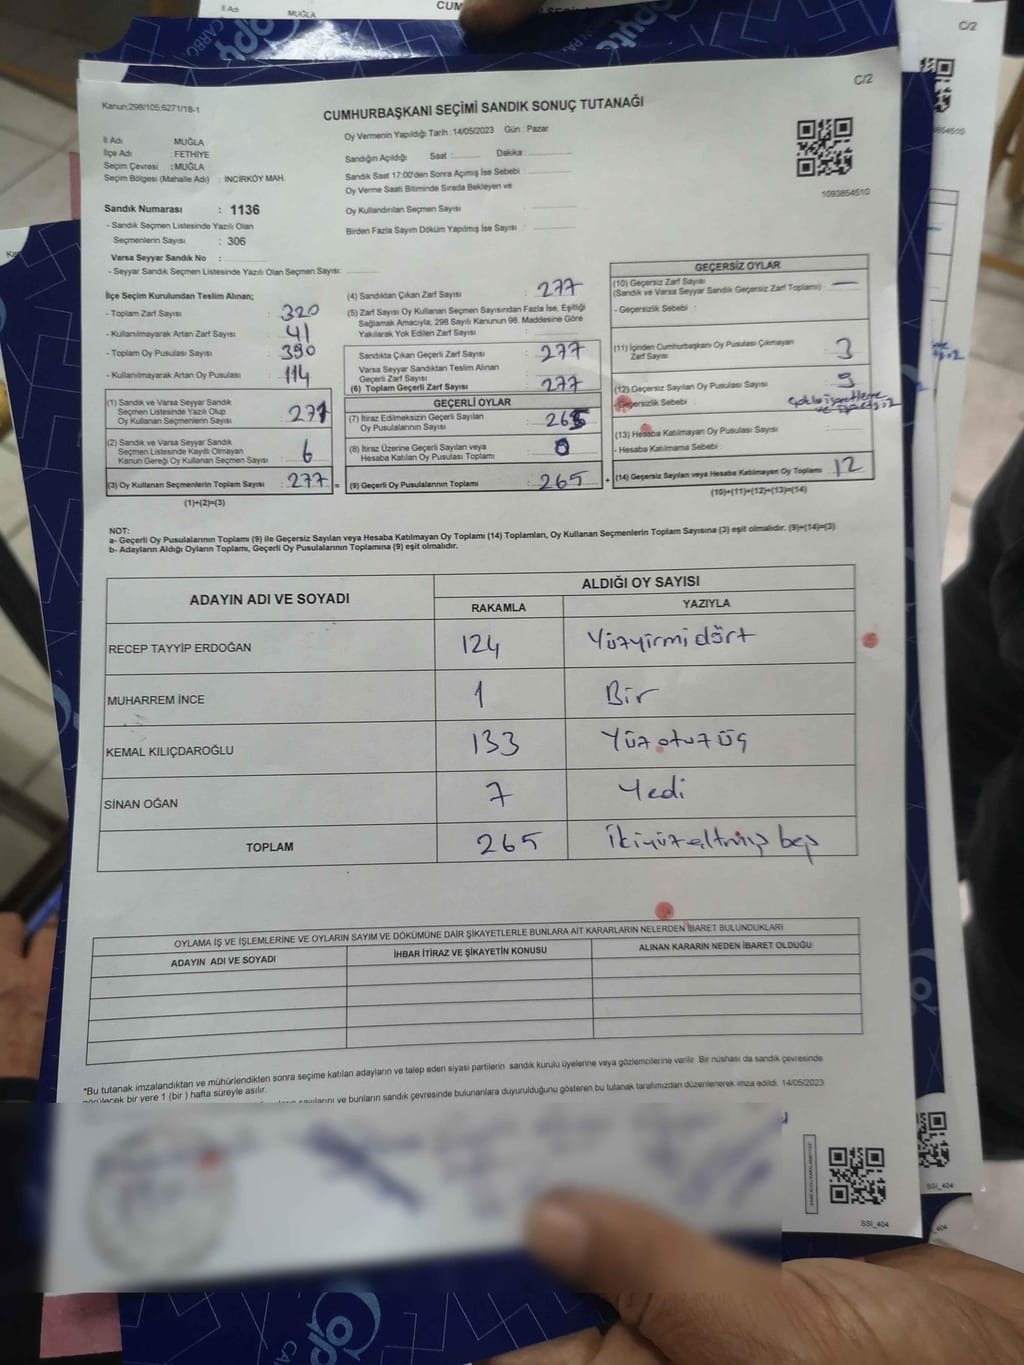 C/2
Kanun:298/105,6271/18-1
CUMHURBAŞKANI SEÇİMİ SANDIK SONUÇ TUTANAĞI
İl Adı : MUĞLA
İlçe Adı : FETHİYE
Seçim Çevresi : MUĞLA
Seçim Bölgesi (Mahalle Adı) : INCIRKÖY MAH.
Sandık Numarası : 1136
- Sandık Seçmen Listesinde Yazılı Olan
Seçmenlerin Sayısı : 306
Varsa Seyyar Sandık No :
- Seyyar Sandık Seçmen Listesinde Yazılı Olan Seçmen Sayısı:
Oy Vermenin Yapıldığı Tarih :14/05/2023 Gün : Pazar
Sandığın Açıldığı Saat : Dakika :
Sandık Saat 17:00'den Sonra Açımış İse Sebebi :
Oy Verme Saati Bitiminde Sırada Bekleyen ve
Oy Kullandırılan Seçmen Sayısı :
Birden Fazla Sayım Döküm Yapılmış İse Sayısı :
1093854510
İlçe Seçim Kurulundan Teslim Alınan;
- Toplam Zarf Sayısı : 320
- Kullanılmayarak Artan Zarf Sayısı : 41
- Toplam Oy Pusulası Sayısı : 390
- Kullanılmayarak Artan Oy Pusulası : 114
(1) Sandık ve Varsa Seyyar Sandık
Seçmen Listesinde Yazılı Olup
Oy Kullanan Seçmenlerin Sayısı : 271
(2) Sandık ve Varsa Seyyar Sandık
Seçmen Listesinde Kayıtlı Olmayan
Kanun Gereği Oy Kullanan Seçmen Sayısı : 6
(3) Oy Kullanan Seçmenlerin Toplam Sayısı : 277 =
(1)+(2)=(3)
(4) Sandıktan Çıkan Zarf Sayısı : 277
(5) Zarf Sayısı Oy Kullanan Seçmen Sayısından Fazla İse, Eşitliği
Sağlamak Amacıyla; 298 Sayılı Kanunun 98. Maddesine Göre
Yakılarak Yok Edilen Zarf Sayısı :
Sandıkta Çıkan Geçerli Zarf Sayısı : 277
Varsa Seyyar Sandıktan Teslim Alınan
Geçerli Zarf Sayısı :
(6) Toplam Geçerli Zarf Sayısı : 277
GEÇERLİ OYLAR
(7) İtiraz Edilmeksizin Geçerli Sayılan
Oy Pusulalarının Sayısı : 265
(8) İtiraz Üzerine Geçerli Sayılan veya
Hesaba Katılan Oy Pusulası Toplamı : 0
(9) Geçerli Oy Pusulalarının Toplamı : 265 +
GEÇERSİZ OYLAR
(10) Geçersiz Zarf Sayısı : —
(Sandık ve Varsa Seyyar Sandık Geçersiz Zarf Toplamı)
- Geçersizlik Sebebi :
(11) İçinden Cumhurbaşkanı Oy Pusulası Çıkmayan
Zarf Sayısı : 3
(12) Geçersiz Sayılan Oy Pusulası Sayısı : 9
- Geçersizlik Sebebi :
(13) Hesaba Katılmayan Oy Pusulası Sayısı :
- Hesaba Katılmama Sebebi :
(14) Geçersiz Sayılan veya Hesaba Katılmayan Oy Toplamı : 12
(10)+(11)+(12)+(13)=(14)
NOT:
a- Geçerli Oy Pusulalarının Toplamı (9) ile Geçersiz Sayılan veya Hesaba Katılmayan Oy Toplamı (14) Toplamları, Oy Kullanan Seçmenlerin Toplam Sayısına (3) eşit olmalıdır. (9)+(14)=(3)
b- Adayların Aldığı Oyların Toplamı, Geçerli Oy Pusulalarının Toplamına (9) eşit olmalıdır.
ADAYIN ADI VE SOYADI
ALDIĞI OY SAYISI
RAKAMLA YAZIYLA
RECEP TAYYİP ERDOĞAN 124 Yüzyirmi dört
MUHARREM İNCE 1 Bir
KEMAL KILIÇDAROĞLU 133 Yüz otuz üç
SİNAN OĞAN 7 Yedi
TOPLAM 265 İkiyüz altmış beş
OYLAMA İŞ VE İŞLEMLERİNE VE OYLARIN SAYIM VE DÖKÜMÜNE DAİR ŞİKAYETLERLE BUNLARA AİT KARARLARIN NELERDEN İBARET BULUNDUKLARI
ADAYIN ADI VE SOYADI İHBAR İTİRAZ VE ŞİKAYETİN KONUSU ALINAN KARARIN NEDEN İBARET OLDUĞU
*Bu tutanak imzalandıktan ve mühürlendikten sonra seçime katılan adayların ve talep eden siyasi partilerin sandık kurulu üyelerine veya gözlemcilerine verilir. Bir nüshası da sandık çevresinde
görülecek bir yere 1 (bir ) hafta süreyle asılır.
sayılarını ve bunların sandık çevresinde bulunanlara duyurulduğunu gösteren bu tutanak tarafımızdan düzenlenerek imza edildi. 14/05/2023
SSİ_404